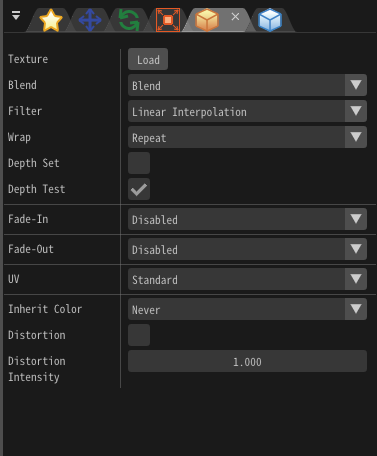 Texture Load
Blend Blend
Filter Linear Interpolation
Wrap Repeat
Depth Set
Depth Test
Fade-In Disabled
Fade-Out Disabled
UV Standard
Inherit Color Never
Distortion
Distortion 1.000
Intensity